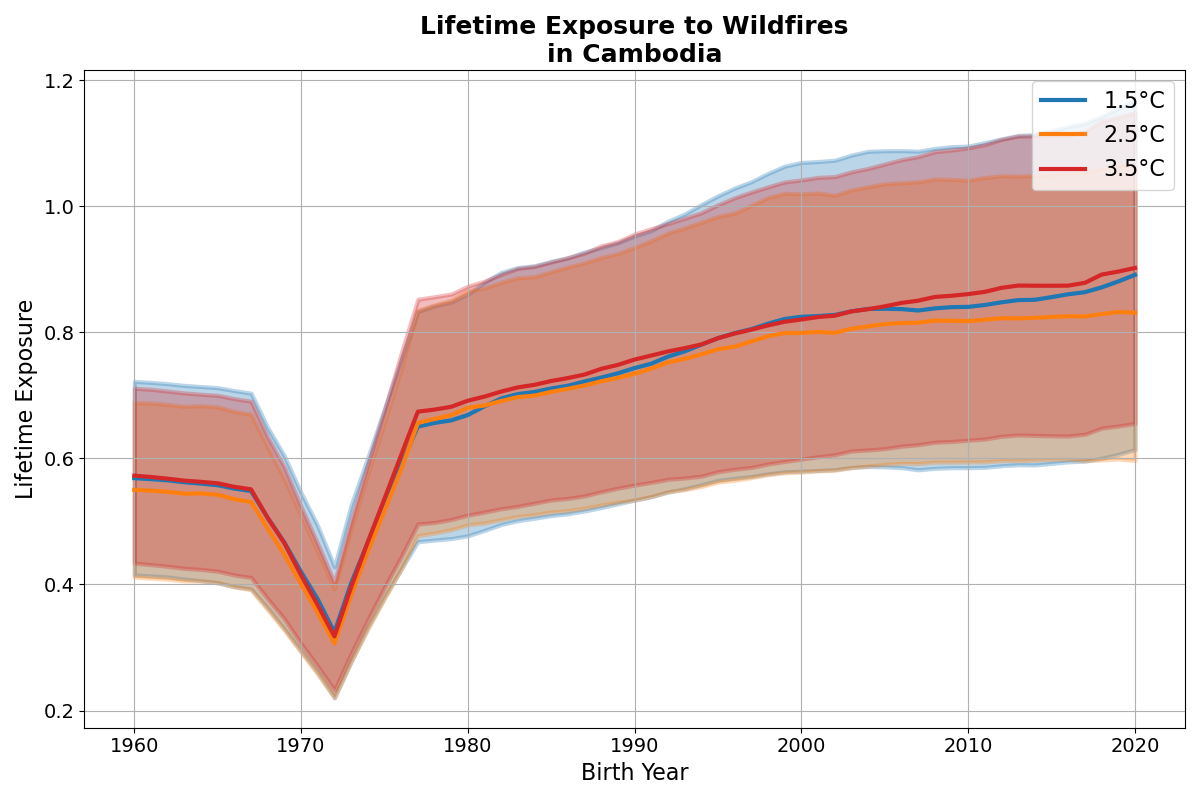 Lifetime Exposure to Wildfires
in Cambodia
1.2
1.0
0.8
0.6
0.4
0.2
Lifetime Exposure
1.5°C
2.5°C
3.5°C
1960
1970
1980
1990
2000
2010
2020
Birth Year